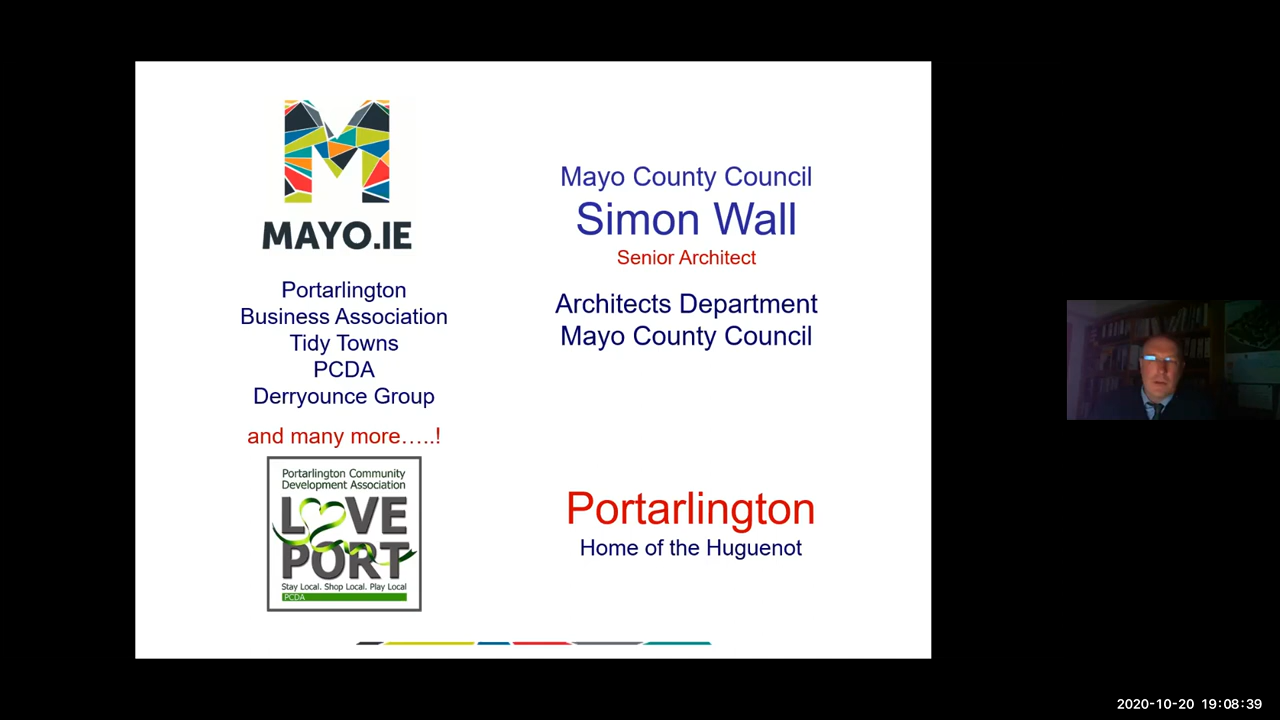 MAYO.IE
Portarlington
Business Association
Tidy Towns
PCDA
Derryounce Group
and many more.....!
Portarlington Community
Development Association
LOVE
PORT
Stay Local. Shop Local. Play Local
PCDA
Mayo County Council
Simon Wall
Senior Architect
Architects Department
Mayo County Council
Portarlington
Home of the Huguenot
2020-10-20 19:08:39